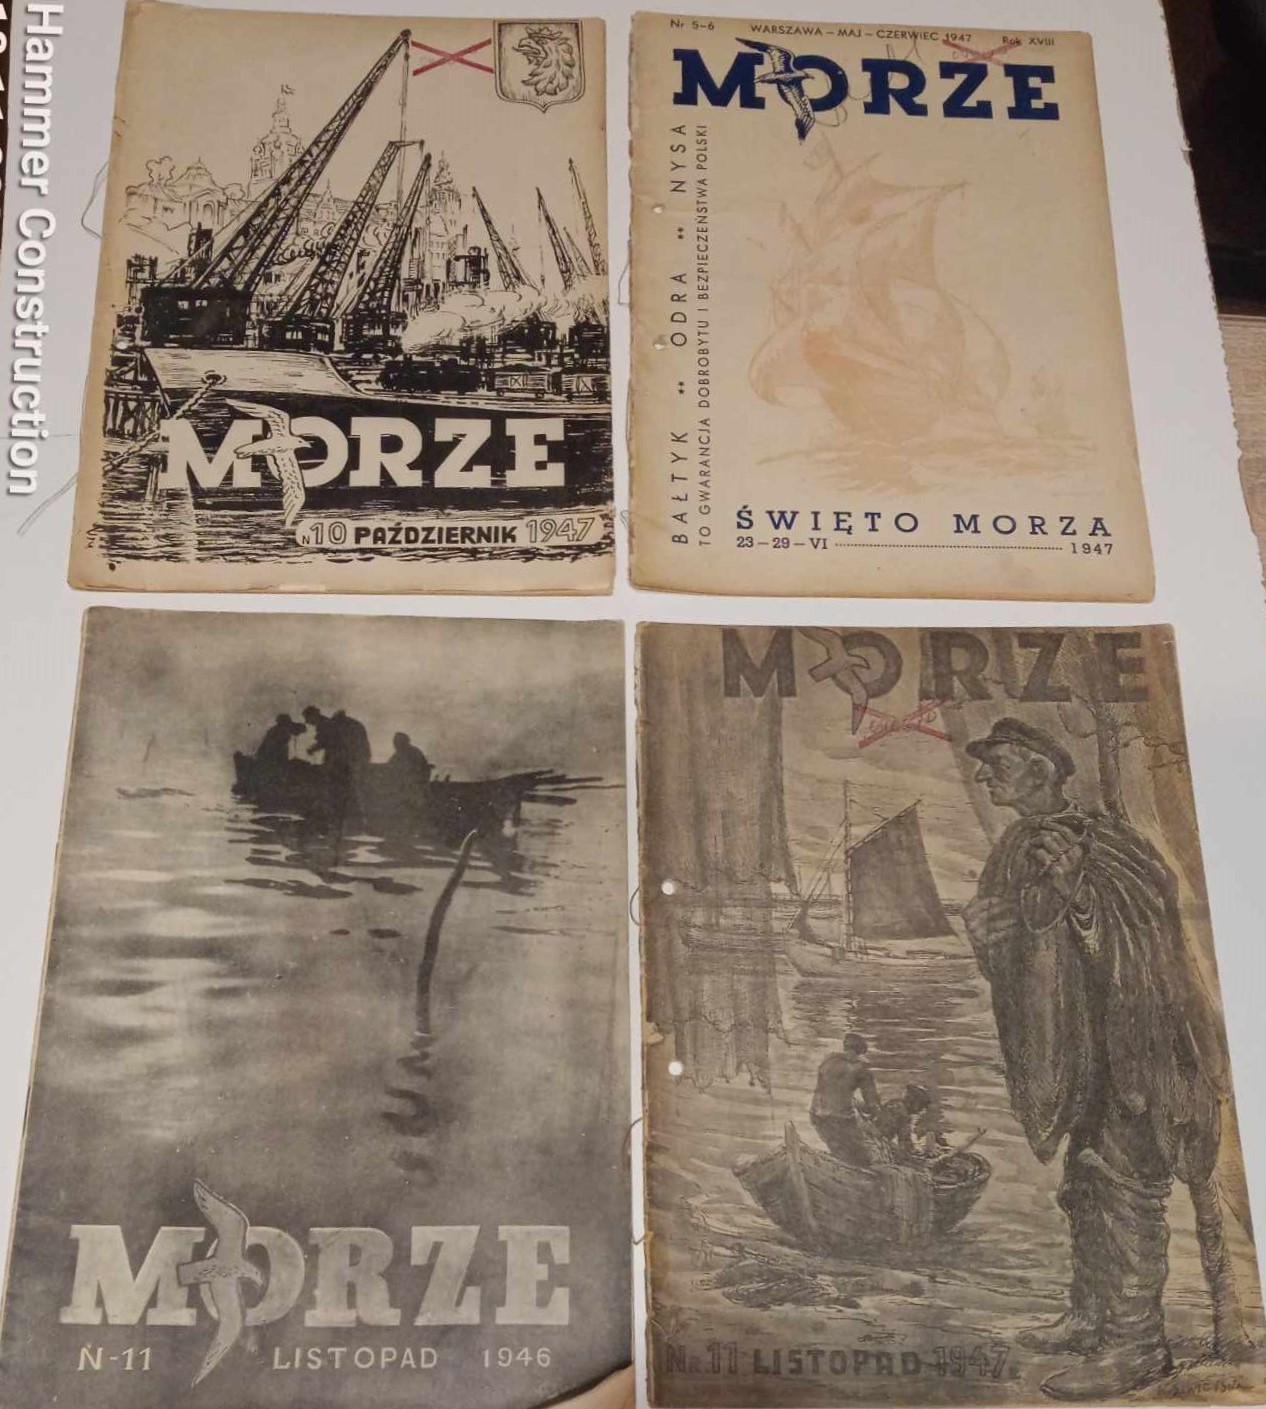 Hammer Construction
MORZE
N10 PAŹDZIERNIK 1947
Nr 5-6 WARSZAWA - MAJ - CZERWIEC 1947 Rok XVIII
MORZE
BAŁTYK ** ODRA ** NYSA
TO GWARANCJA DOBROBYTU I BEZPIECZEŃSTWA POLSKI
ŚWIĘTO MORZA
23-29-VI 1947
MORZE
N-11 LISTOPAD 1946
MORZE
Nr.11 LISTOPAD-1947.